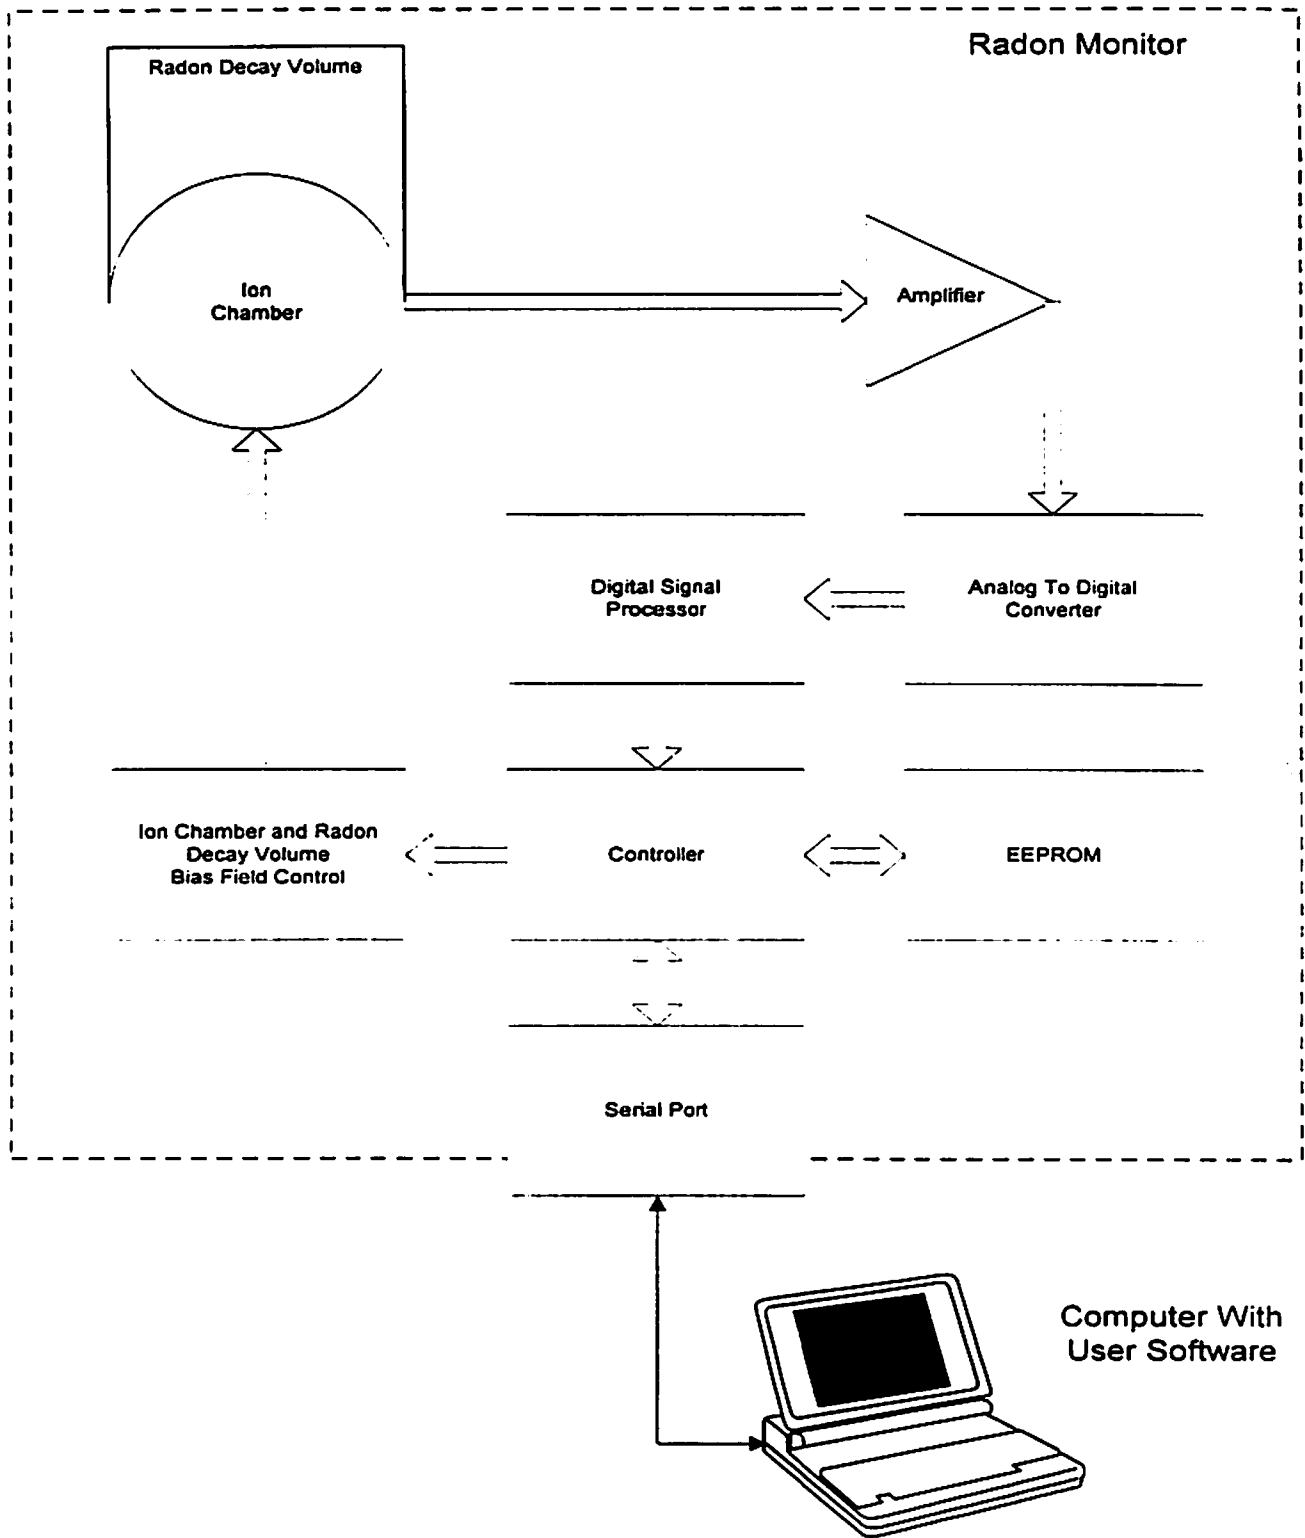 Radon Monitor
Radon Decay Volume
Ion
Chamber
Amplifier
Digital Signal
Processor
Analog To Digital
Converter
Ion Chamber and Radon
Decay Volume
Bias Field Control
Controller
EEPROM
Serial Port
Computer With
User Software